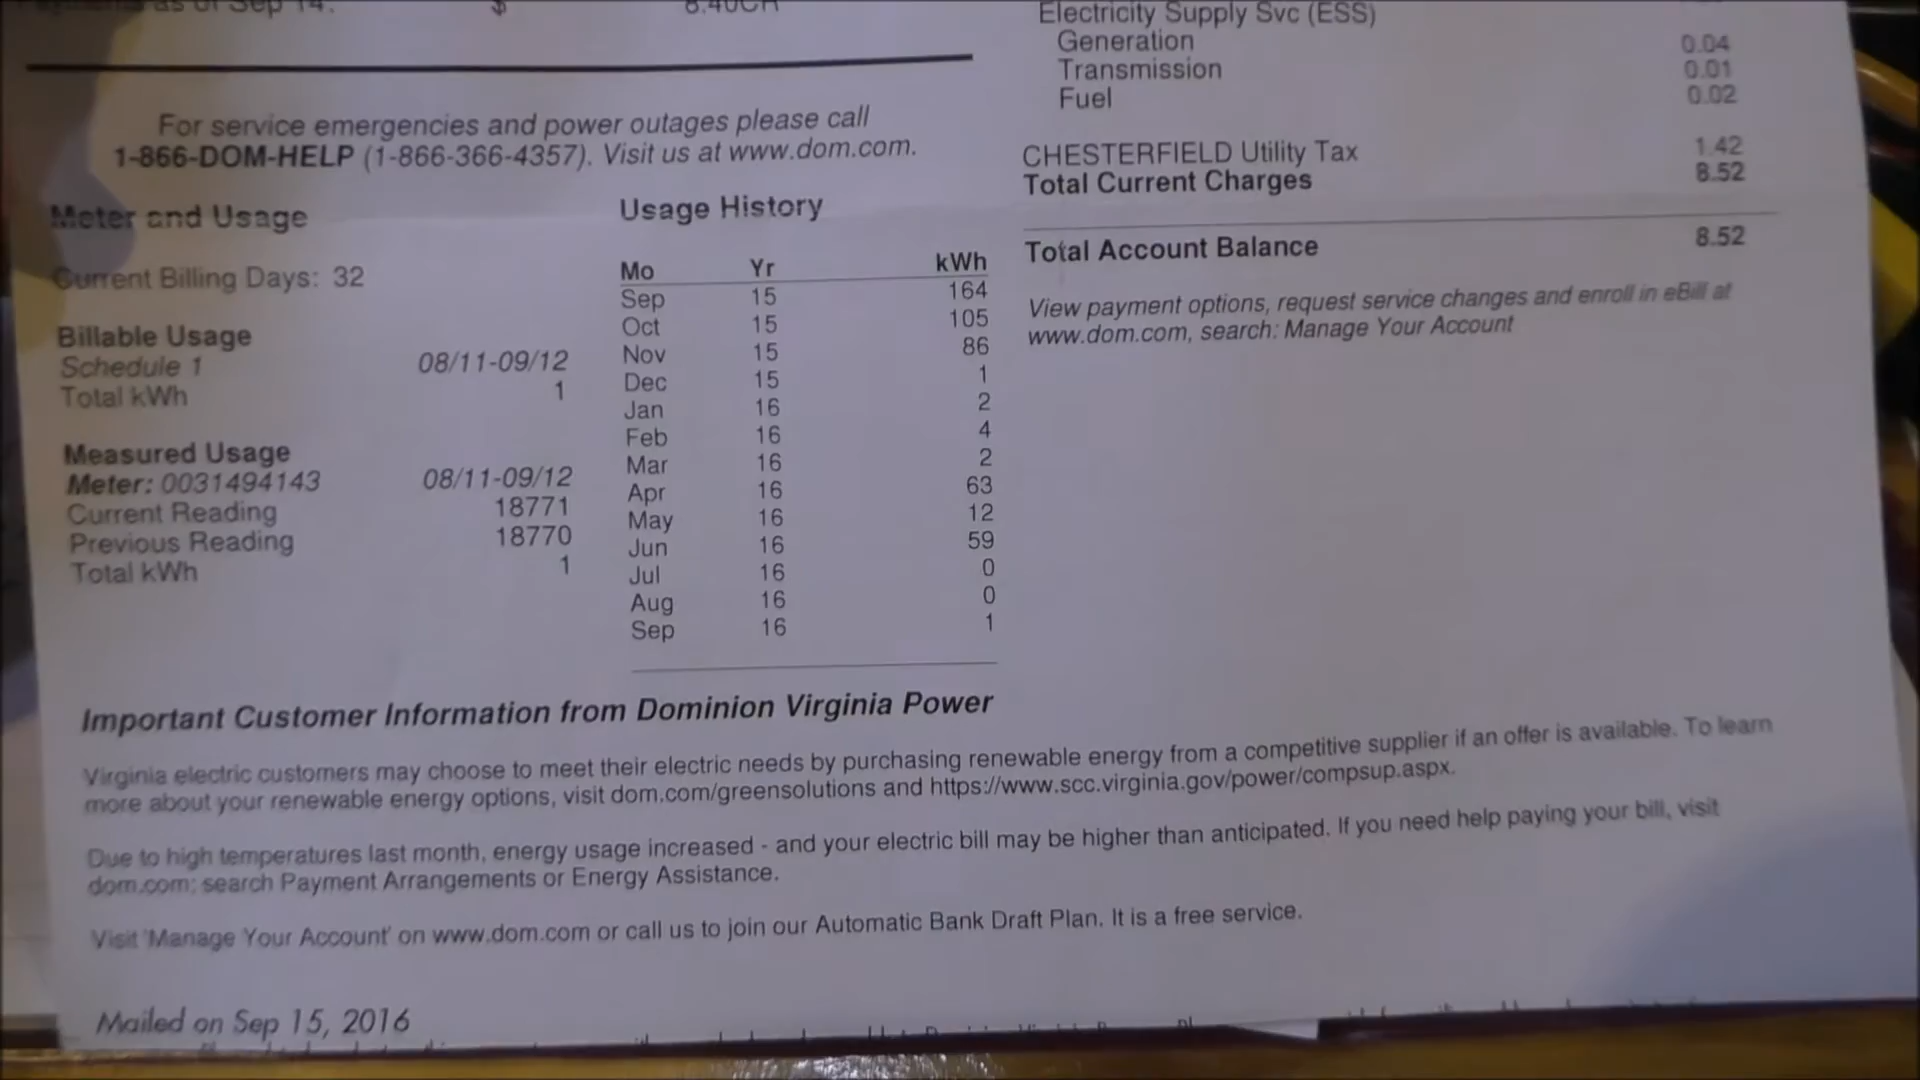 as of Sep 14: $ 8.40CR
For service emergencies and power outages please call
1-866-DOM-HELP (1-866-366-4357). Visit us at www.dom.com.
Meter and Usage
Current Billing Days: 32
Billable Usage
Schedule 1 08/11-09/12
Total kWh 1
Measured Usage
Meter: 0031494143 08/11-09/12
Current Reading 18771
Previous Reading 18770
Total kWh 1
Usage History
Mo Yr kWh
Sep 15 164
Oct 15 105
Nov 15 86
Dec 15 1
Jan 16 2
Feb 16 4
Mar 16 2
Apr 16 63
May 16 12
Jun 16 59
Jul 16 0
Aug 16 0
Sep 16 1
Electricity Supply Svc (ESS)
Generation 0.04
Transmission 0.01
Fuel 0.02
CHESTERFIELD Utility Tax 1.42
Total Current Charges 8.52
Total Account Balance 8.52
View payment options, request service changes and enroll in eBill at
www.dom.com, search: Manage Your Account
Important Customer Information from Dominion Virginia Power
Virginia electric customers may choose to meet their electric needs by purchasing renewable energy from a competitive supplier if an offer is available. To learn
more about your renewable energy options, visit dom.com/greensolutions and https://www.scc.virginia.gov/power/compsup.aspx.
Due to high temperatures last month, energy usage increased - and your electric bill may be higher than anticipated. If you need help paying your bill, visit
dom.com; search Payment Arrangements or Energy Assistance.
Visit 'Manage Your Account' on www.dom.com or call us to join our Automatic Bank Draft Plan. It is a free service.
Mailed on Sep 15, 2016